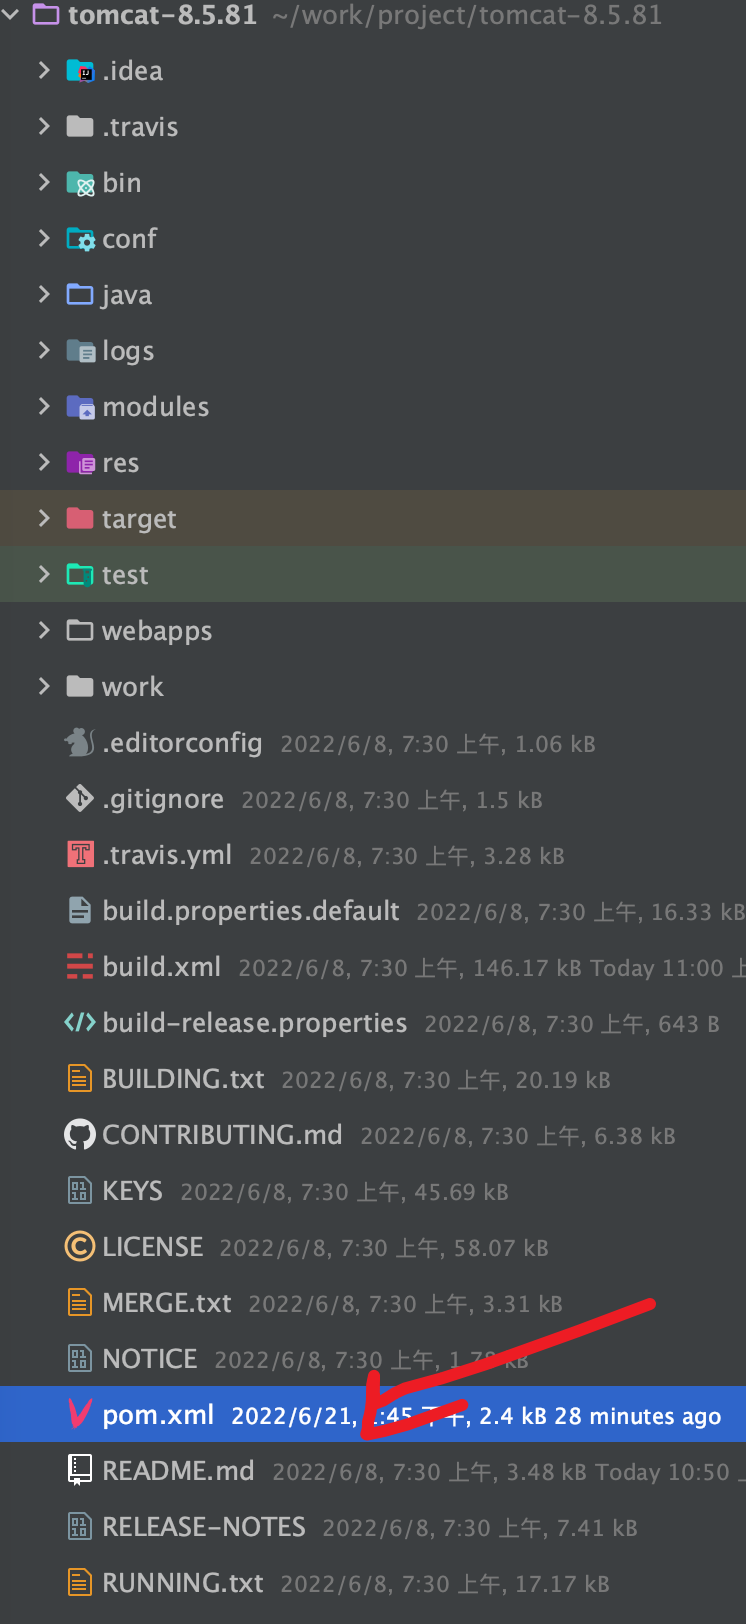 tomcat-8.5.81 ~/work/project/tomcat-8.5.81
.idea
.travis
bin
conf
java
logs
modules
res
target
test
webapps
work
.editorconfig 2022/6/8, 7:30 上午, 1.06 kB
.gitignore 2022/6/8, 7:30 上午, 1.5 kB
.travis.yml 2022/6/8, 7:30 上午, 3.28 kB
build.properties.default 2022/6/8, 7:30 上午, 16.33 kB
build.xml 2022/6/8, 7:30 上午, 146.17 kB Today 11:00
build-release.properties 2022/6/8, 7:30 上午, 643 B
BUILDING.txt 2022/6/8, 7:30 上午, 20.19 kB
CONTRIBUTING.md 2022/6/8, 7:30 上午, 6.38 kB
KEYS 2022/6/8, 7:30 上午, 45.69 kB
LICENSE 2022/6/8, 7:30 上午, 58.07 kB
MERGE.txt 2022/6/8, 7:30 上午, 3.31 kB
NOTICE 2022/6/8, 7:30 上午, kB
pom.xml 2022/6/21, 下午, 2.4 kB 28 minutes ago
README.md 2022/6/8, 7:30 上午, 3.48 kB Today 10:50
RELEASE-NOTES 2022/6/8, 7:30 上午, 7.41 kB
RUNNING.txt 2022/6/8, 7:30 上午, 17.17 kB